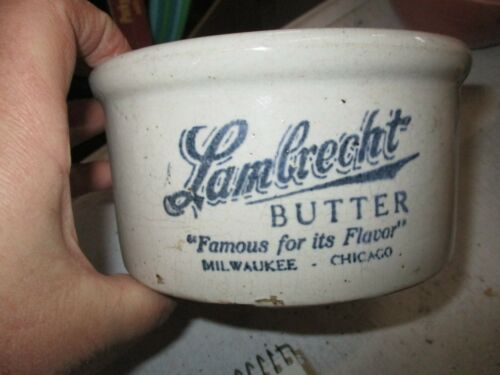 Lambrecht
BUTTER
"Famous for its Flavor"
MILWAUKEE - CHICAGO